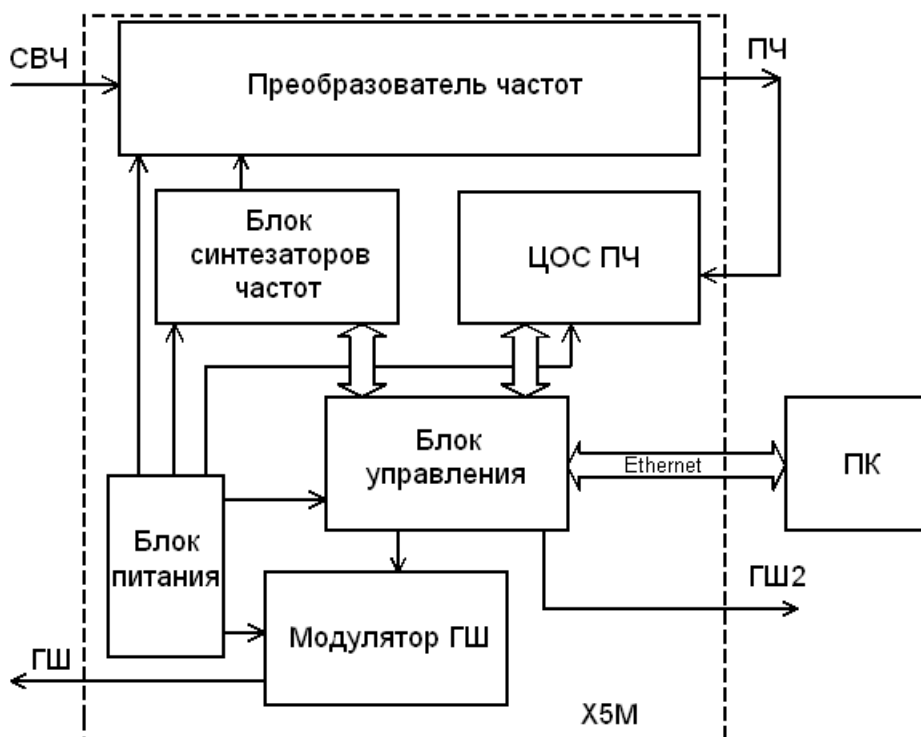 СВЧ
ПЧ
Преобразователь частот
Блок
синтезаторов
частот
ЦОС ПЧ
Блок
управления
Ethernet
ПК
Блок
питания
ГШ2
Модулятор ГШ
ГШ
Х5М